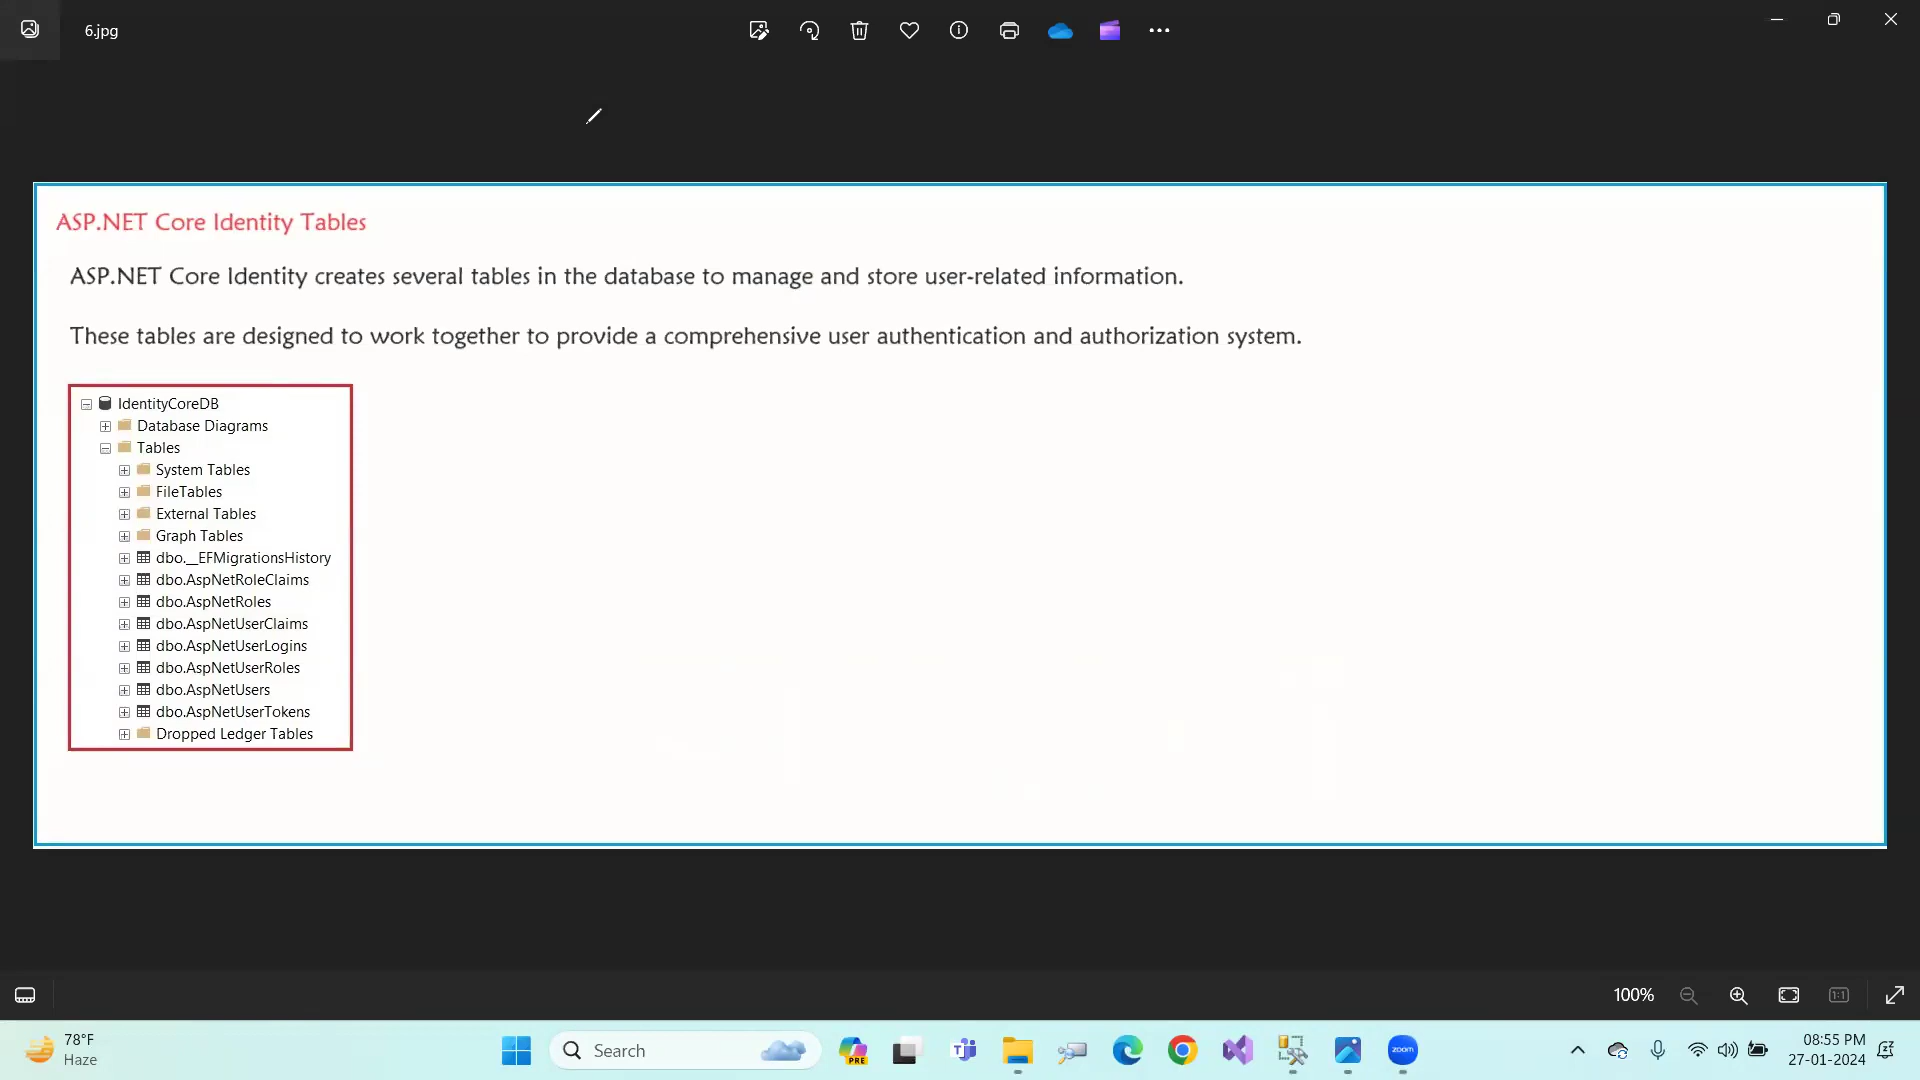 6.jpg
ASP.NET Core Identity Tables
ASP.NET Core Identity creates several tables in the database to manage and store user-related information.
These tables are designed to work together to provide a comprehensive user authentication and authorization system.
IdentityCoreDB
Database Diagrams
Tables
System Tables
FileTables
External Tables
Graph Tables
dbo.__EFMigrationsHistory
dbo.AspNetRoleClaims
dbo.AspNetRoles
dbo.AspNetUserClaims
dbo.AspNetUserLogins
dbo.AspNetUserRoles
dbo.AspNetUsers
dbo.AspNetUserTokens
Dropped Ledger Tables
100%
1:1
78°F
Haze
Search
PRE
zoom
08:55 PM
27-01-2024